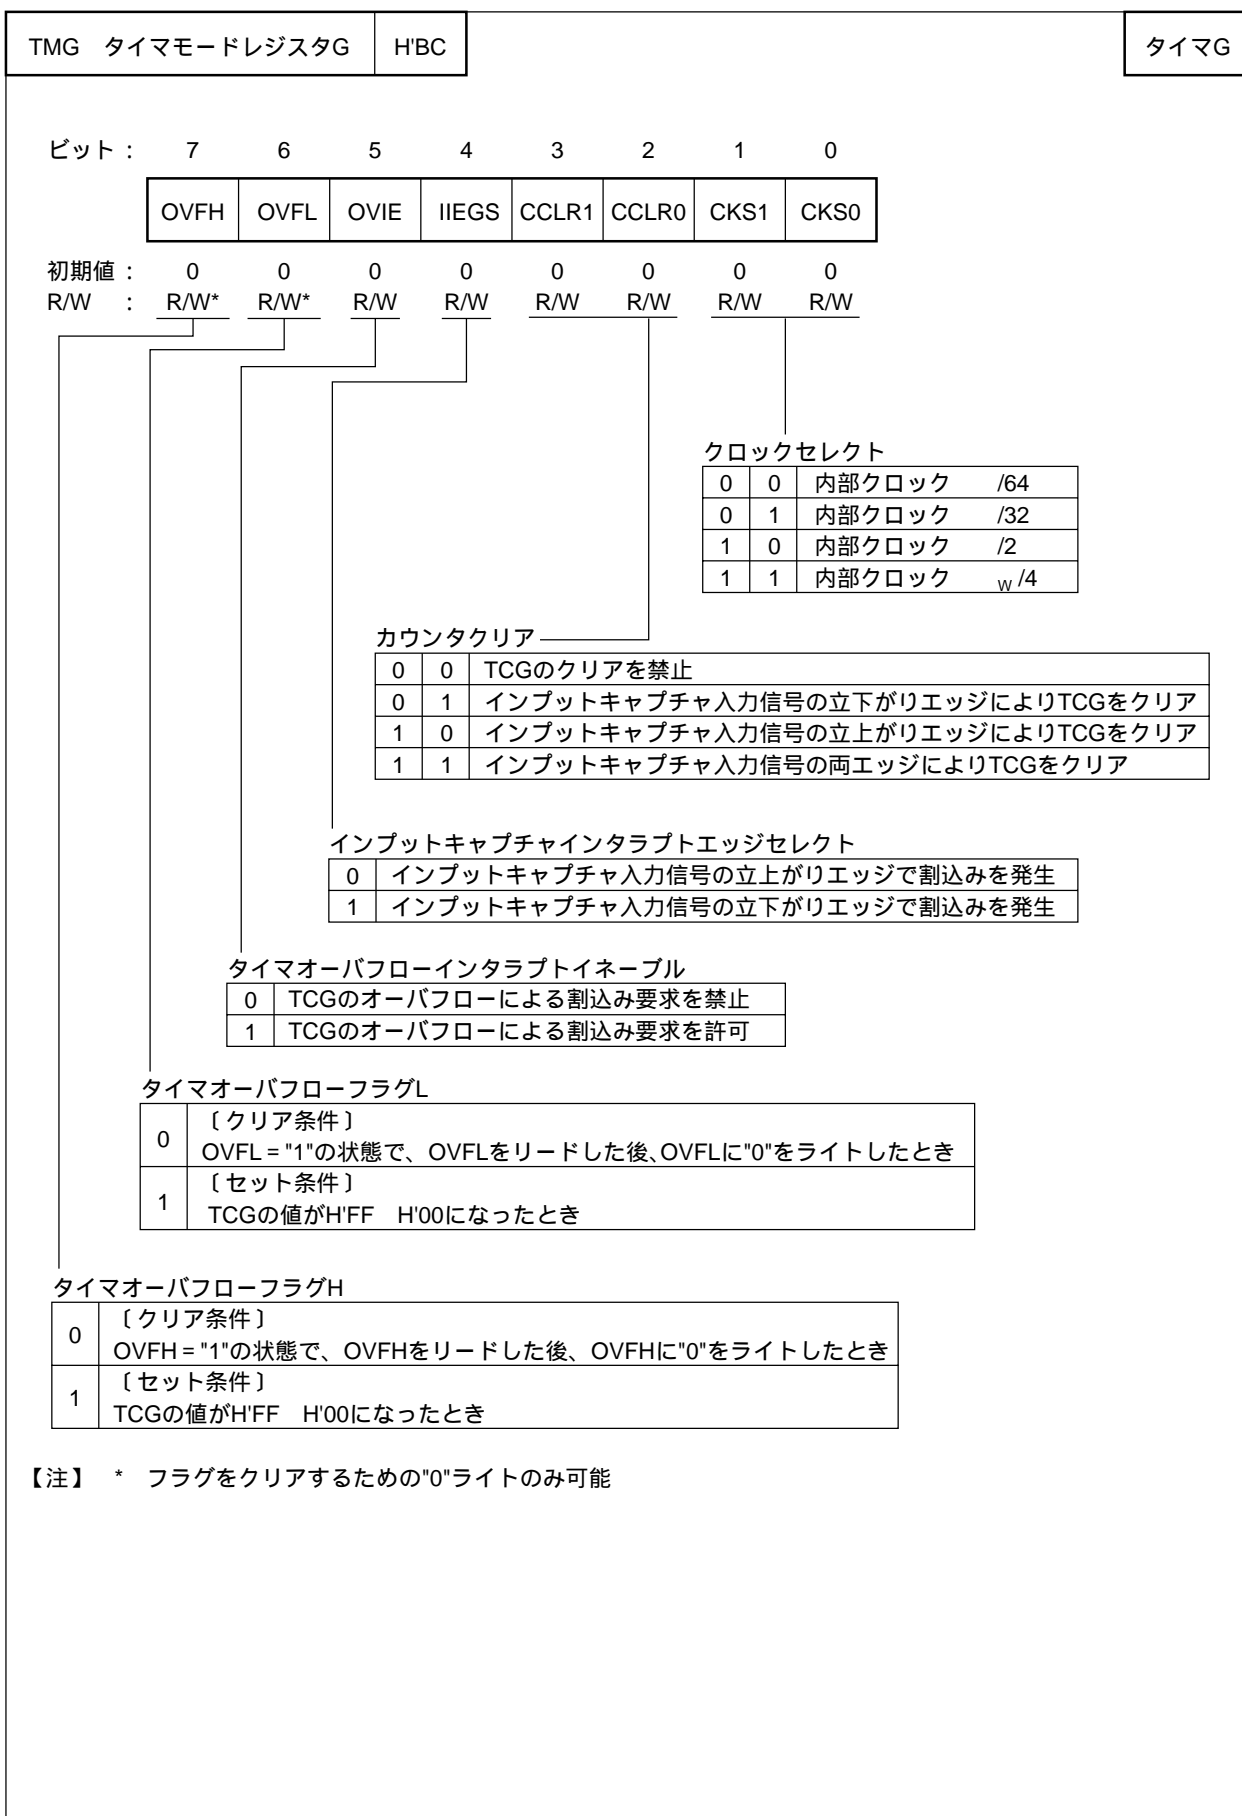 TMG タイマモードレジスタG H'BC タイマG
ビット： 7 6 5 4 3 2 1 0
OVFH OVFL OVIE IIEGS CCLR1 CCLR0 CKS1 CKS0
初期値： 0 0 0 0 0 0 0 0
R/W ： R/W* R/W* R/W R/W R/W R/W R/W R/W
クロックセレクト
0 0 内部クロック /64
0 1 内部クロック /32
1 0 内部クロック /2
1 1 内部クロック W /4
カウンタクリア
0 0 TCGのクリアを禁止
0 1 インプットキャプチャ入力信号の立下がりエッジによりTCGをクリア
1 0 インプットキャプチャ入力信号の立上がりエッジによりTCGをクリア
1 1 インプットキャプチャ入力信号の両エッジによりTCGをクリア
インプットキャプチャインタラプトエッジセレクト
0 インプットキャプチャ入力信号の立上がりエッジで割込みを発生
1 インプットキャプチャ入力信号の立下がりエッジで割込みを発生
タイマオーバフローインタラプトイネーブル
0 TCGのオーバフローによる割込み要求を禁止
1 TCGのオーバフローによる割込み要求を許可
タイマオーバフローフラグL
0 〔クリア条件〕
OVFL = "1"の状態で、OVFLをリードした後、OVFLに"0"をライトしたとき
1 〔セット条件〕
TCGの値がH'FF H'00になったとき
タイマオーバフローフラグH
0 〔クリア条件〕
OVFH = "1"の状態で、OVFHをリードした後、OVFHに"0"をライトしたとき
1 〔セット条件〕
TCGの値がH'FF H'00になったとき
【注】 * フラグをクリアするための"0"ライトのみ可能